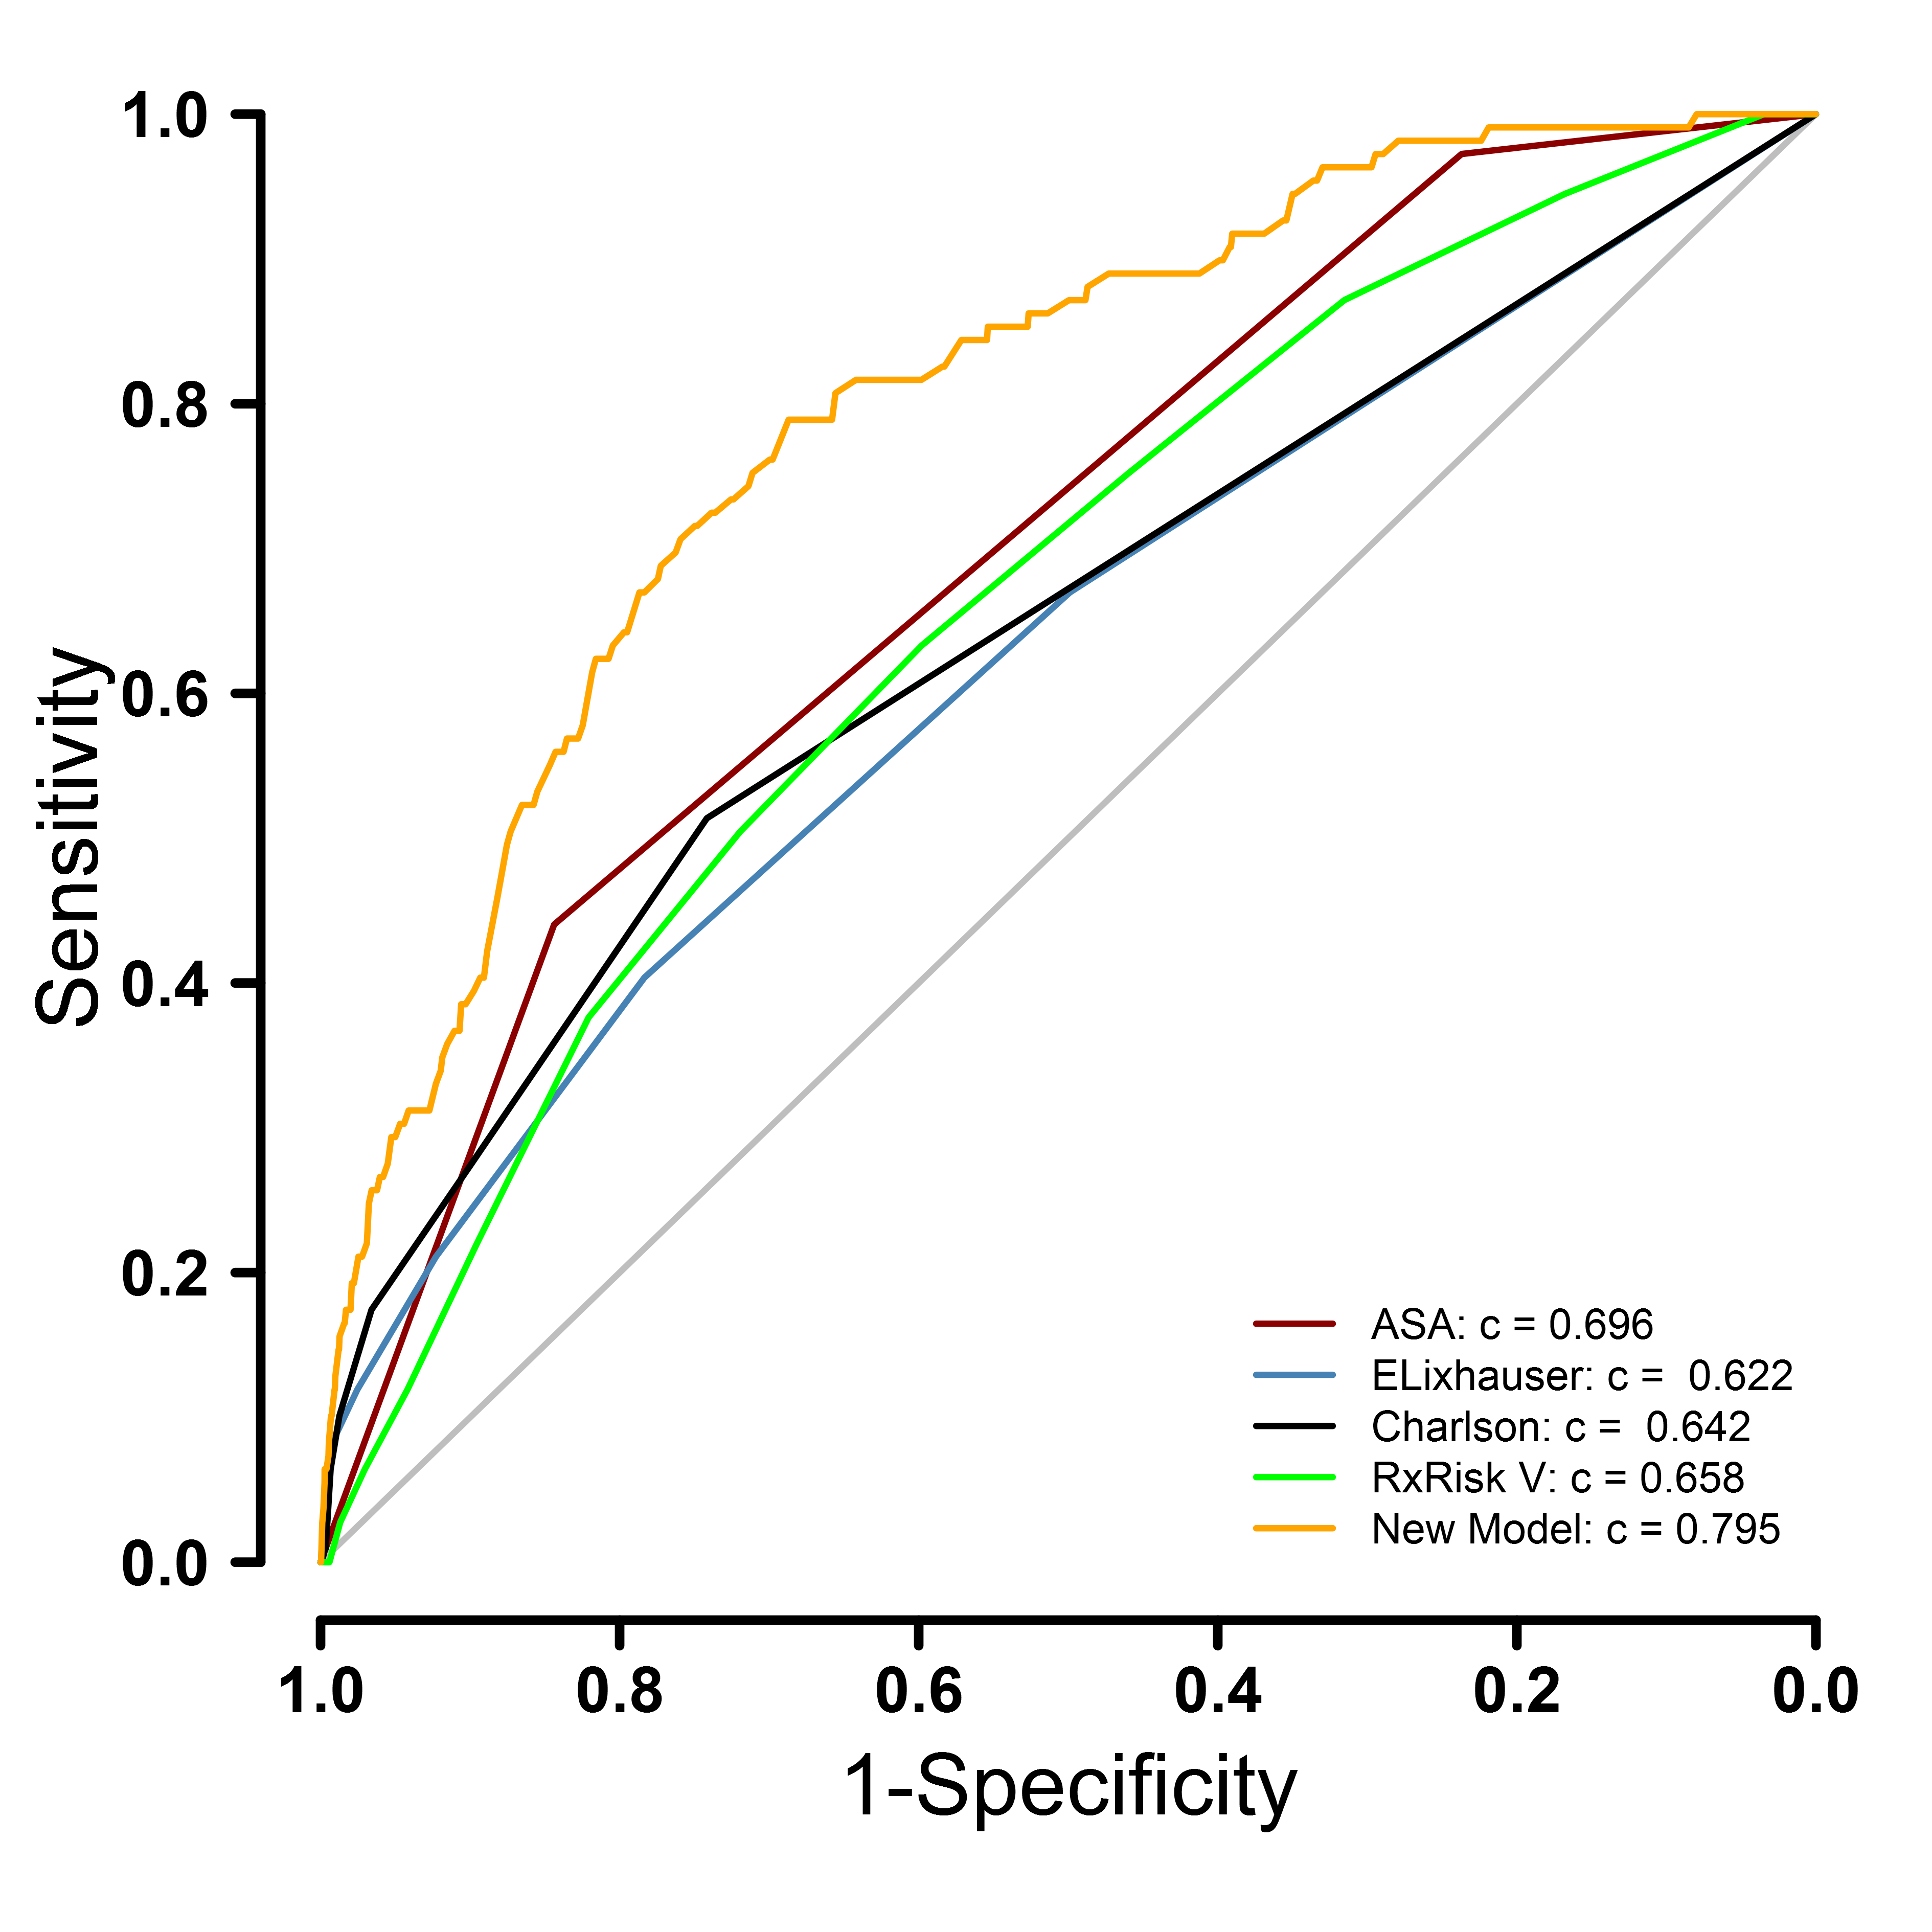 1.0
0.8
0.6
0.4
0.2
0.0
Sensitivity
ASA: c = 0.696
ELixhauser: c =  0.622
Charlson: c =  0.642
RxRisk V: c = 0.658
New Model: c = 0.795
1.0 0.8 0.6 0.4 0.2 0.0
1-Specificity